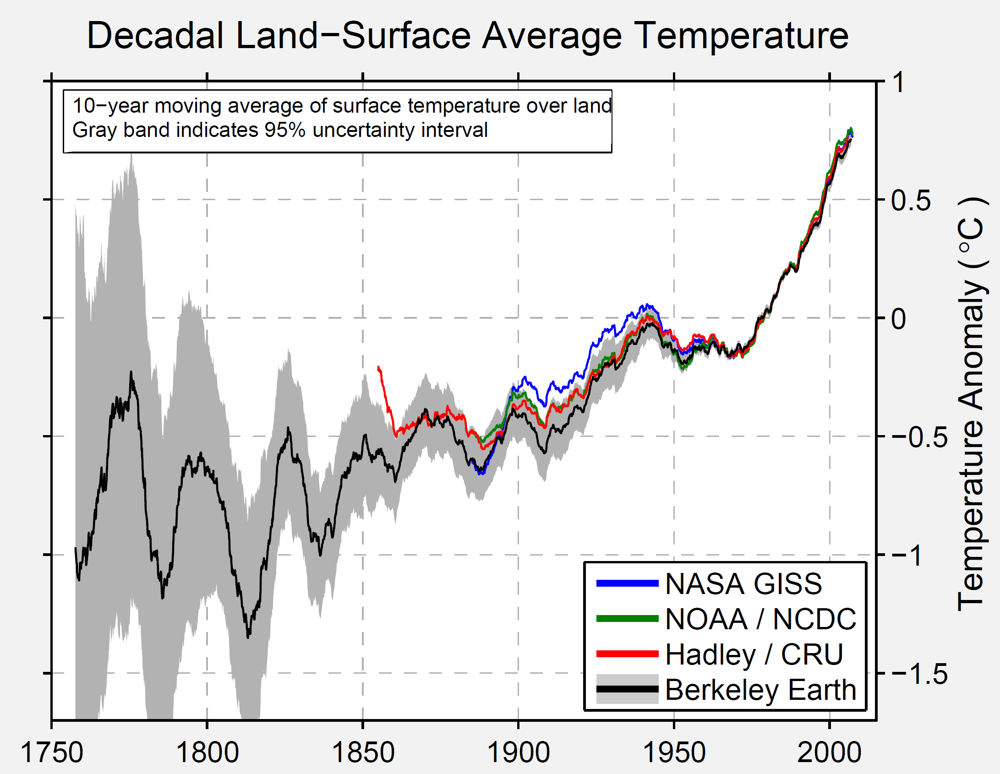 Decadal Land−Surface Average Temperature
10−year moving average of surface temperature over land
Gray band indicates 95% uncertainty interval
1
0.5
0
−0.5
−1
−1.5
Temperature Anomaly ( °C )
NASA GISS
NOAA / NCDC
Hadley / CRU
Berkeley Earth
1750
1800
1850
1900
1950
2000